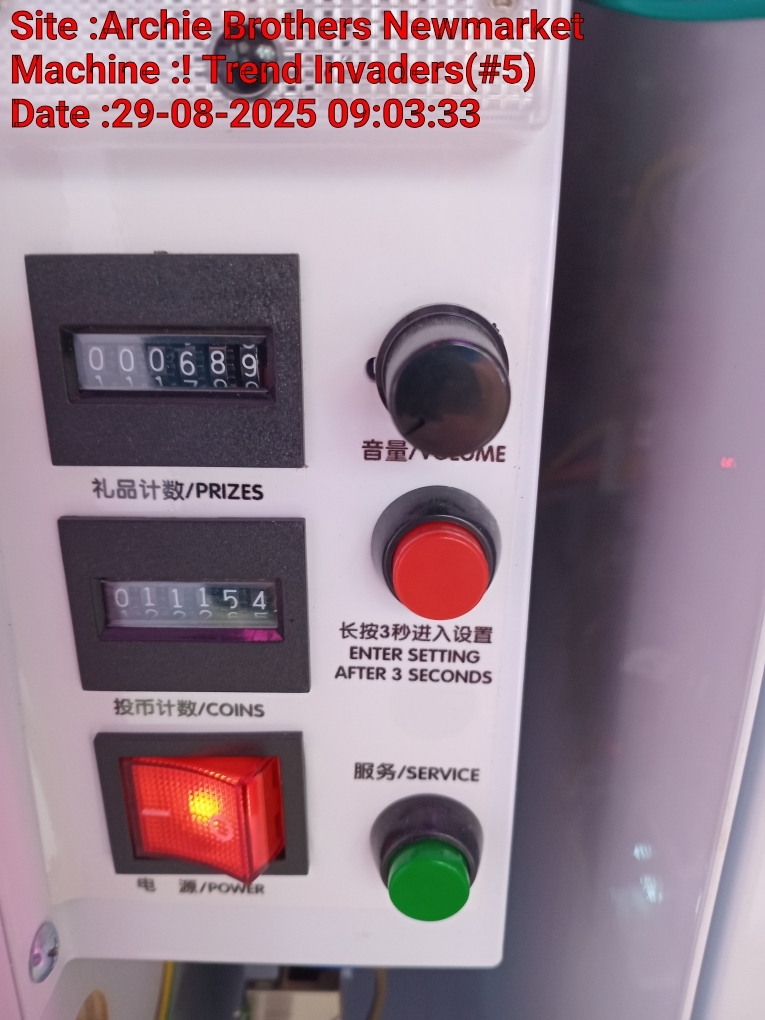 Site :Archie Brothers Newmarket
Machine :! Trend Invaders(#5)
Date :29-08-2025 09:03:33
000689
音量/VOLUME
礼品计数/PRIZES
011154
长按3秒进入设置
ENTER SETTING
AFTER 3 SECONDS
投币计数/COINS
服务/SERVICE
电 源/POWER